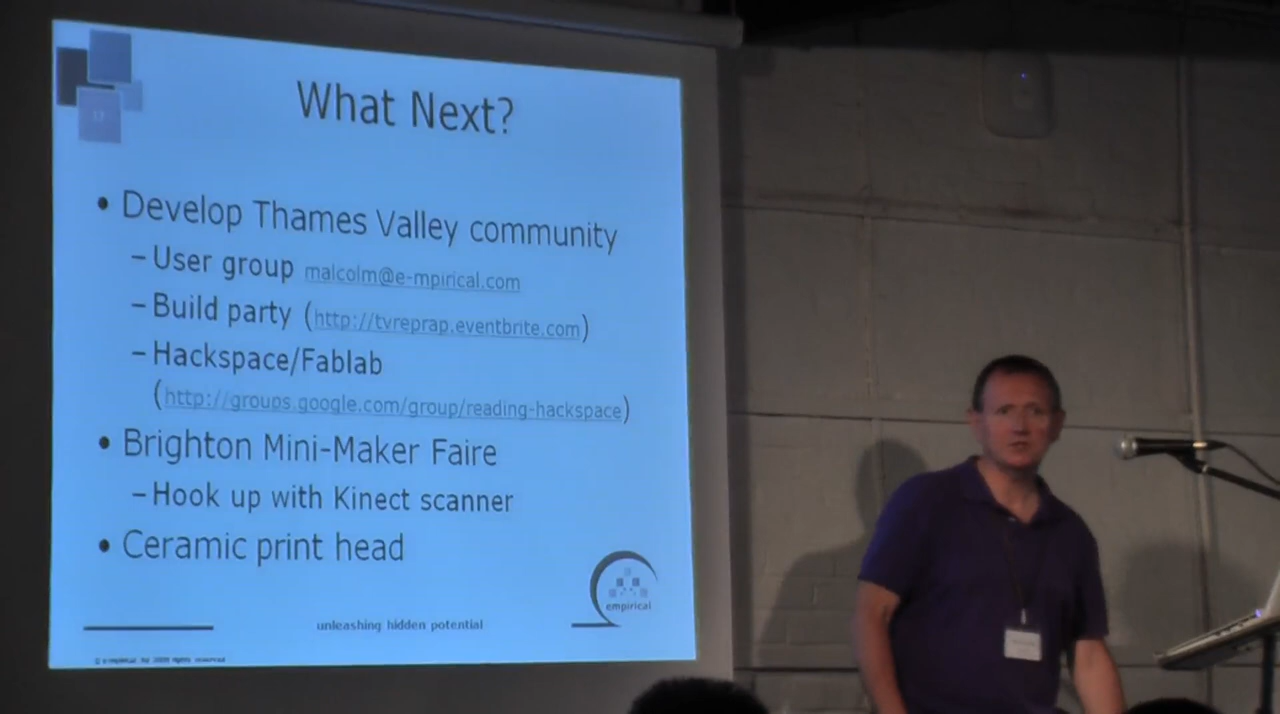 What Next?
• Develop Thames Valley community
– User group malcolm@e-mpirical.com
– Build party (http://tvreprap.eventbrite.com)
– Hackspace/Fablab
(http://groups.google.com/group/reading-hackspace)
• Brighton Mini-Maker Faire
– Hook up with Kinect scanner
• Ceramic print head
empirical
unleashing hidden potential